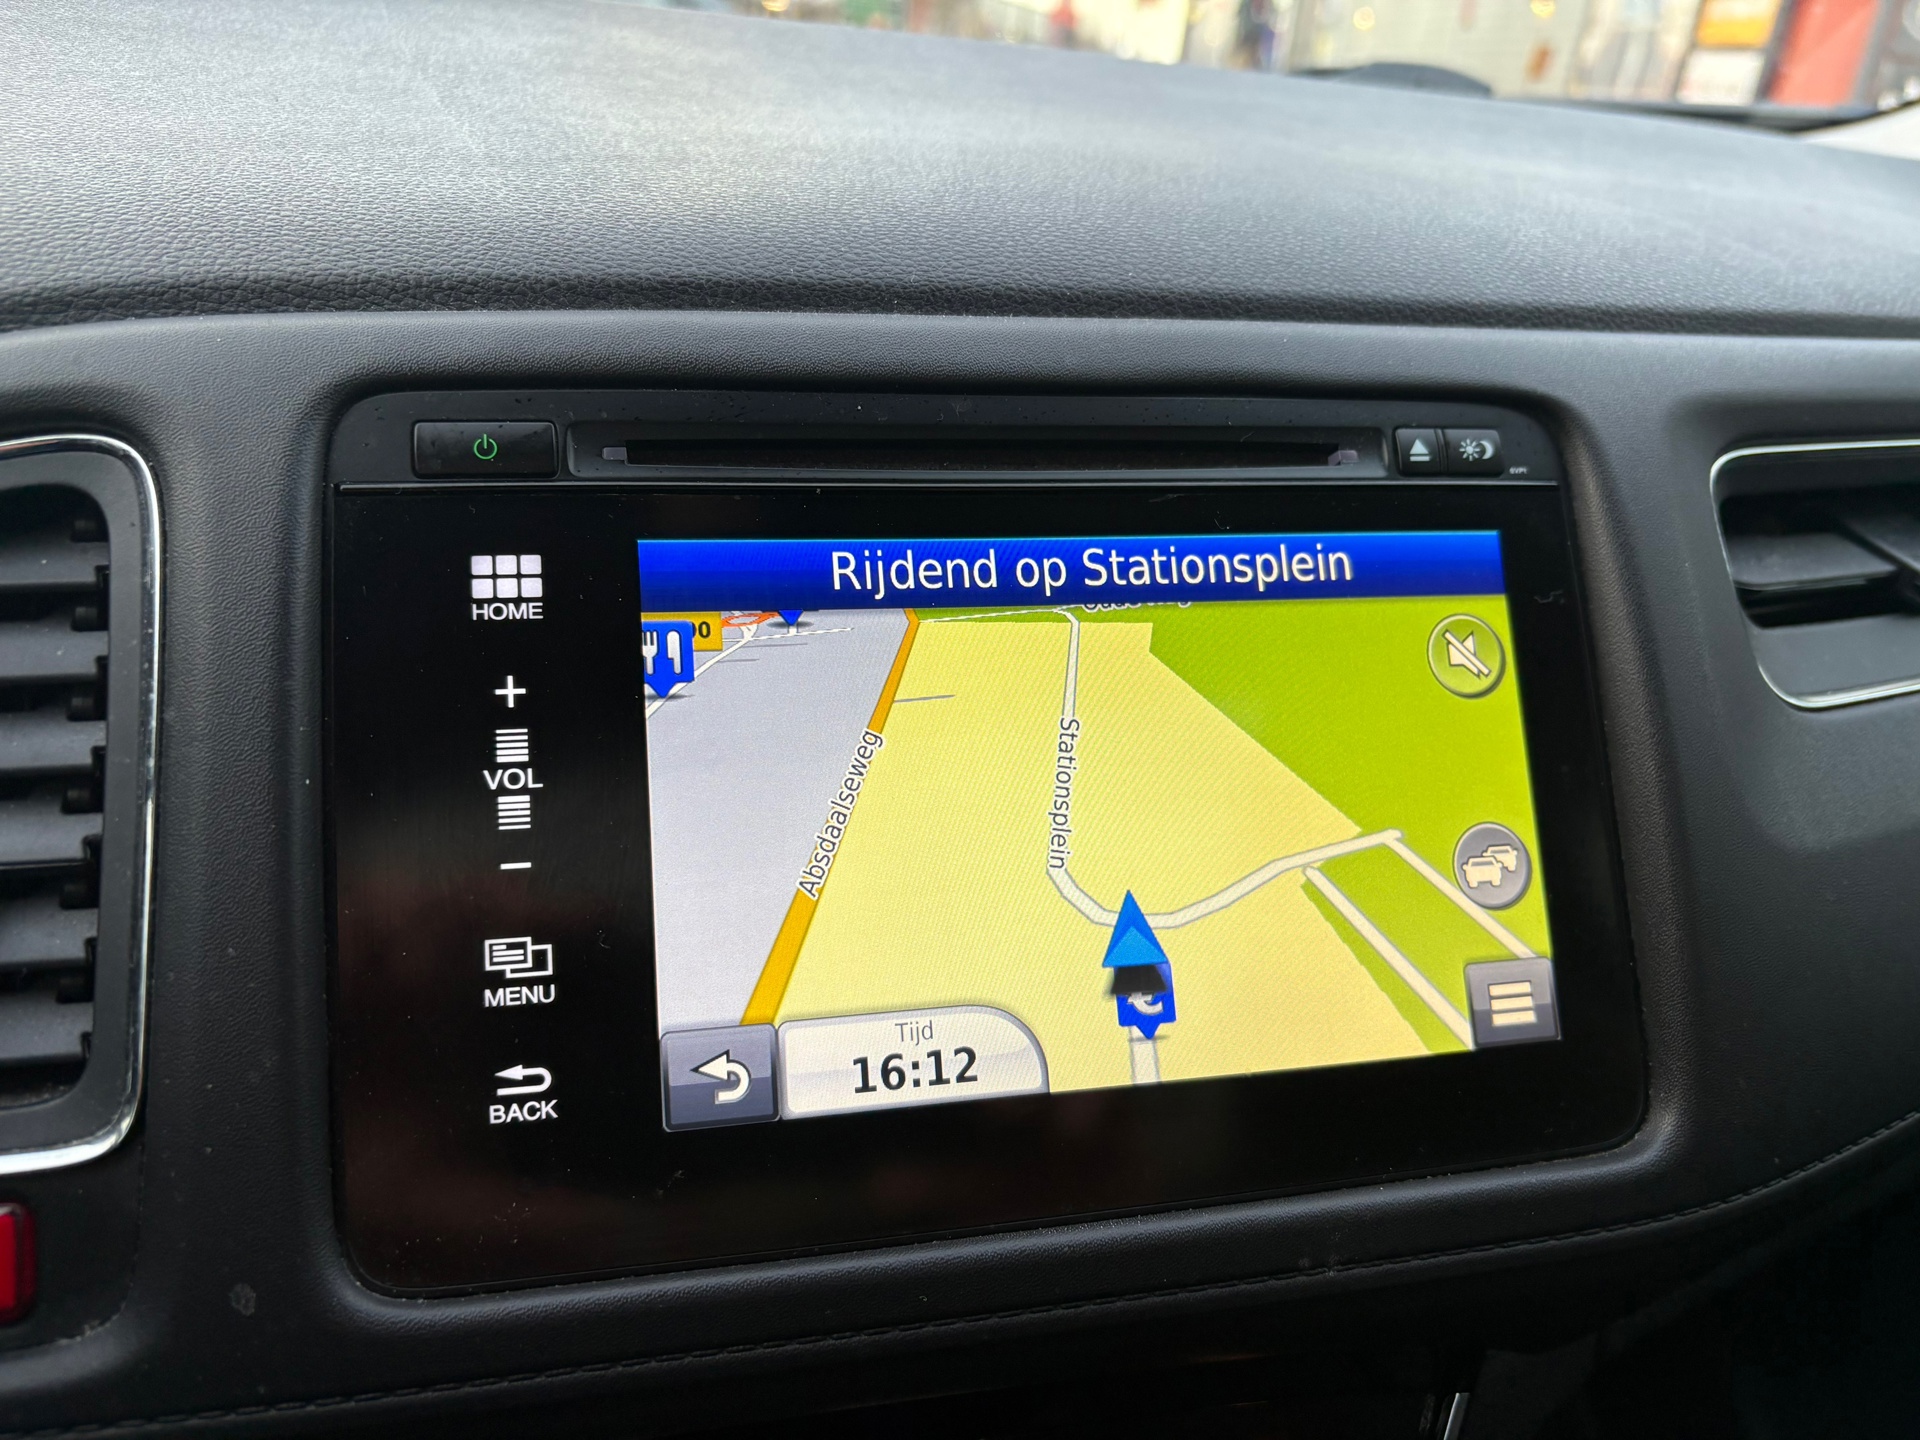 HOME
+
VOL
–
MENU
BACK
Rijdend op Stationsplein
Absdaalseweg
Stationsplein
Tijd
16:12